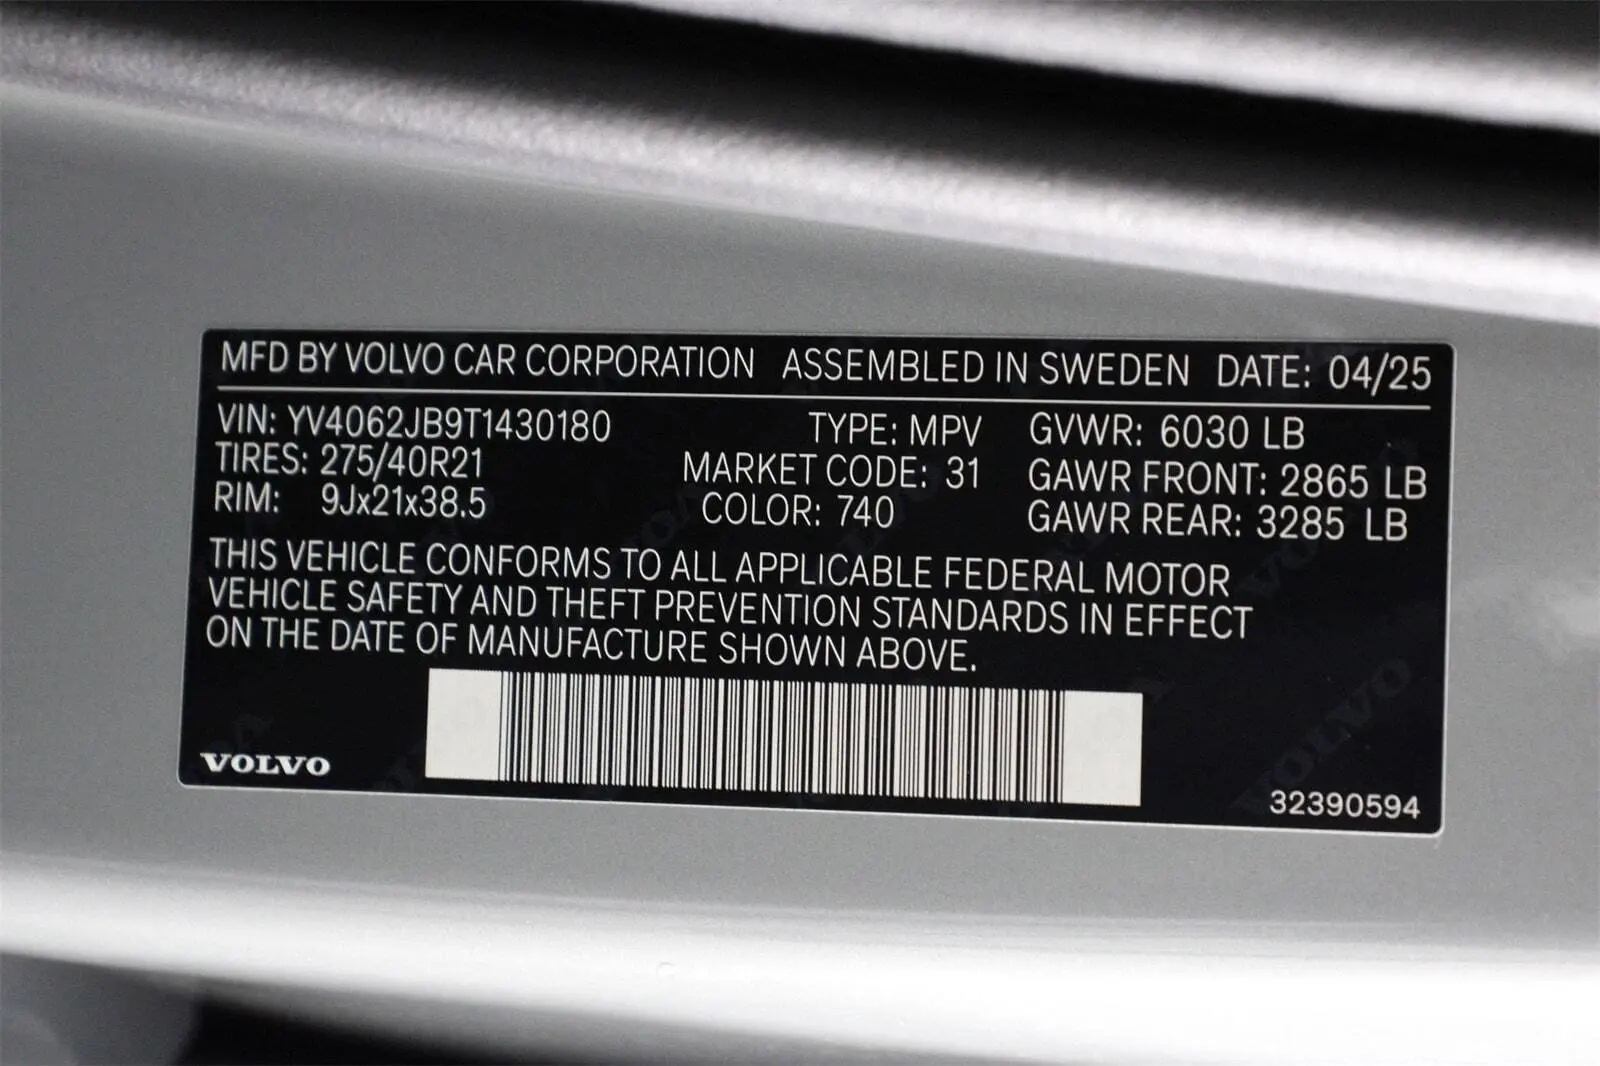 MFD BY VOLVO CAR CORPORATION ASSEMBLED IN SWEDEN DATE: 04/25
VIN: YV4062JB9T1430180 TYPE: MPV GVWR: 6030 LB
TIRES: 275/40R21 MARKET CODE: 31 GAWR FRONT: 2865 LB
RIM: 9Jx21x38.5 COLOR: 740 GAWR REAR: 3285 LB
THIS VEHICLE CONFORMS TO ALL APPLICABLE FEDERAL MOTOR
VEHICLE SAFETY AND THEFT PREVENTION STANDARDS IN EFFECT
ON THE DATE OF MANUFACTURE SHOWN ABOVE.
VOLVO
32390594